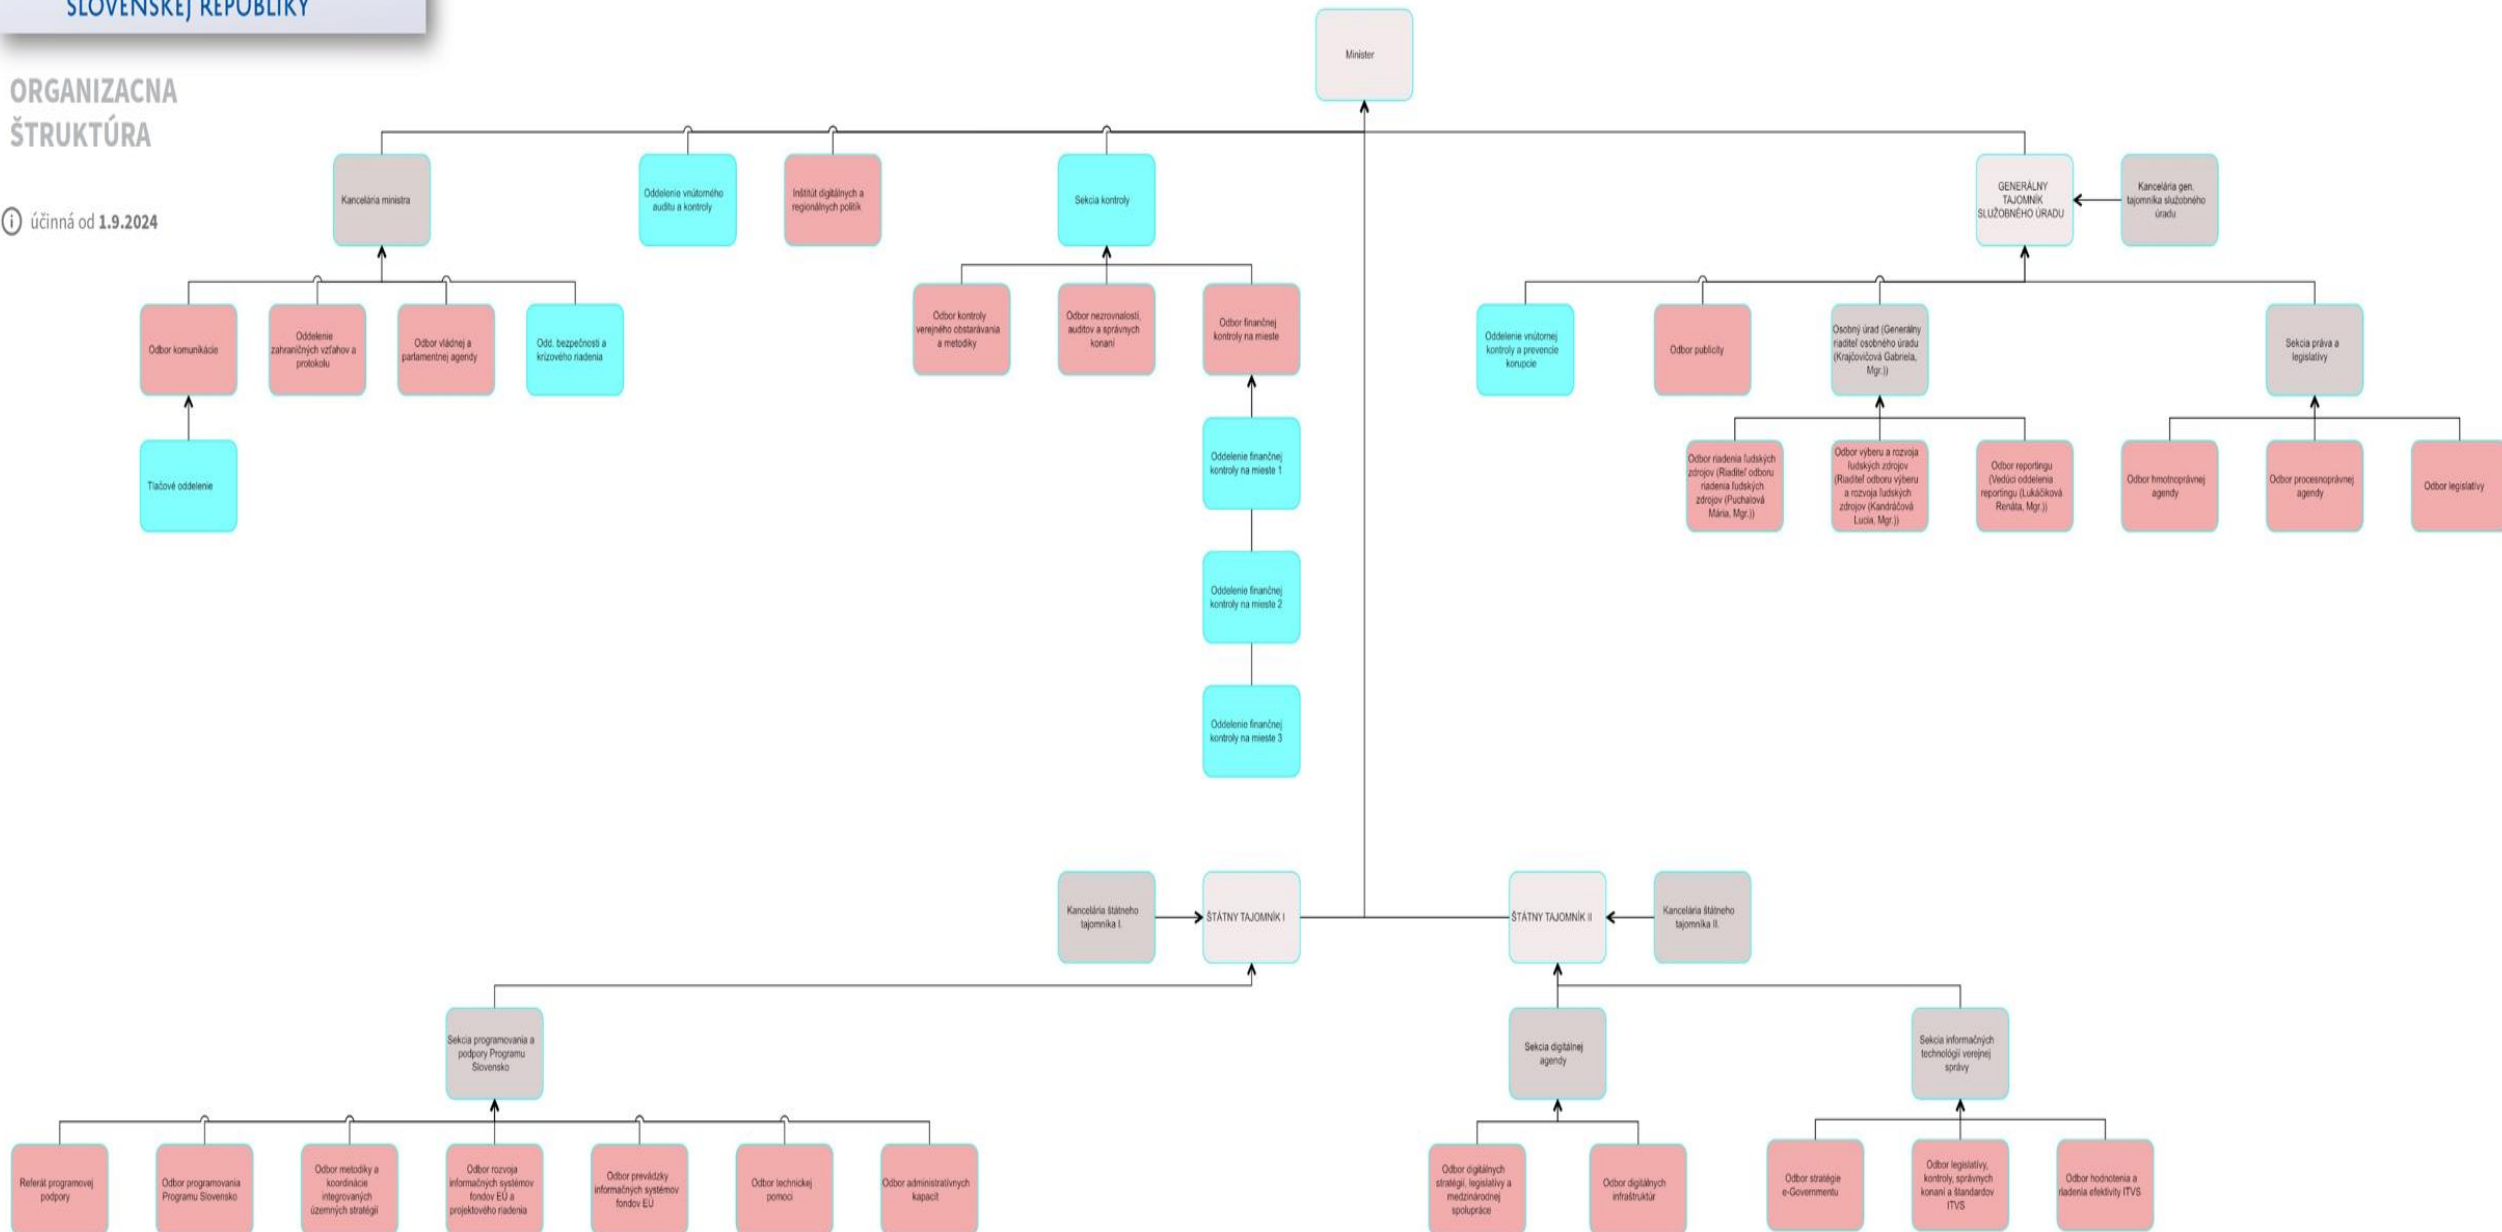 SLOVENSKEJ REPUBLIKY
ORGANIZACNA
ŠTRUKTÚRA
účinná od 1.9.2024
Minister
Kancelária ministra
Oddelenie vnútorného
auditu a kontroly
Inštitút digitálnych a
regionálnych politík
Sekcia kontroly
GENERÁLNY
TAJOMNÍK
SLUŽOBNÉHO ÚRADU
Kancelária gen.
tajomníka služobného
úradu
Odbor komunikácie
Oddelenie
zahraničných vzťahov a
protokolu
Odbor vládnej a
parlamentnej agendy
Odd. bezpečnosti a
krízového riadenia
Odbor kontroly
verejného obstarávania
a metodiky
Odbor nezrovnalostí,
auditov a správnych
konaní
Odbor finančnej
kontroly na mieste
Oddelenie vnútornej
kontroly a prevencie
korupcie
Odbor publicity
Osobný úrad (Generálny
riaditeľ osobného úradu
(Krajčovičová Gabriela,
Mgr.))
Sekcia práva a
legislatívy
Tlačové oddelenie
Oddelenie finančnej
kontroly na mieste 1
Odbor riadenia ľudských
zdrojov (Riaditeľ odboru
riadenia ľudských
zdrojov (Puchalová
Mária, Mgr.))
Odbor výberu a rozvoja
ľudských zdrojov
(Riaditeľ odboru výberu
a rozvoja ľudských
zdrojov (Kandráčová
Lucia, Mgr.))
Odbor reportingu
(Vedúci oddelenia
reportingu (Lukáčiková
Renáta, Mgr.))
Odbor hmotnoprávnej
agendy
Odbor procesnoprávnej
agendy
Odbor legislatívy
Oddelenie finančnej
kontroly na mieste 2
Oddelenie finančnej
kontroly na mieste 3
Kancelária štátneho
tajomníka I.
ŠTÁTNY TAJOMNÍK I
ŠTÁTNY TAJOMNÍK II
Kancelária štátneho
tajomníka II.
Sekcia programovania a
podpory Programu
Slovensko
Sekcia digitálnej
agendy
Sekcia informačných
technológií verejnej
správy
Referát programovej
podpory
Odbor programovania
Programu Slovensko
Odbor metodiky a
koordinácie
integrovaných
územných stratégií
Odbor rozvoja
informačných systémov
fondov EÚ a
projektového riadenia
Odbor prevádzky
informačných systémov
fondov EÚ
Odbor technickej
pomoci
Odbor administratívnych
kapacít
Odbor digitálnych
stratégií, legislatívy a
medzinárodnej
spolupráce
Odbor digitálnych
infraštruktúr
Odbor stratégie
e-Governmentu
Odbor legislatívy,
kontroly, správnych
konaní a štandardov
ITVS
Odbor hodnotenia a
riadenia efektivity ITVS